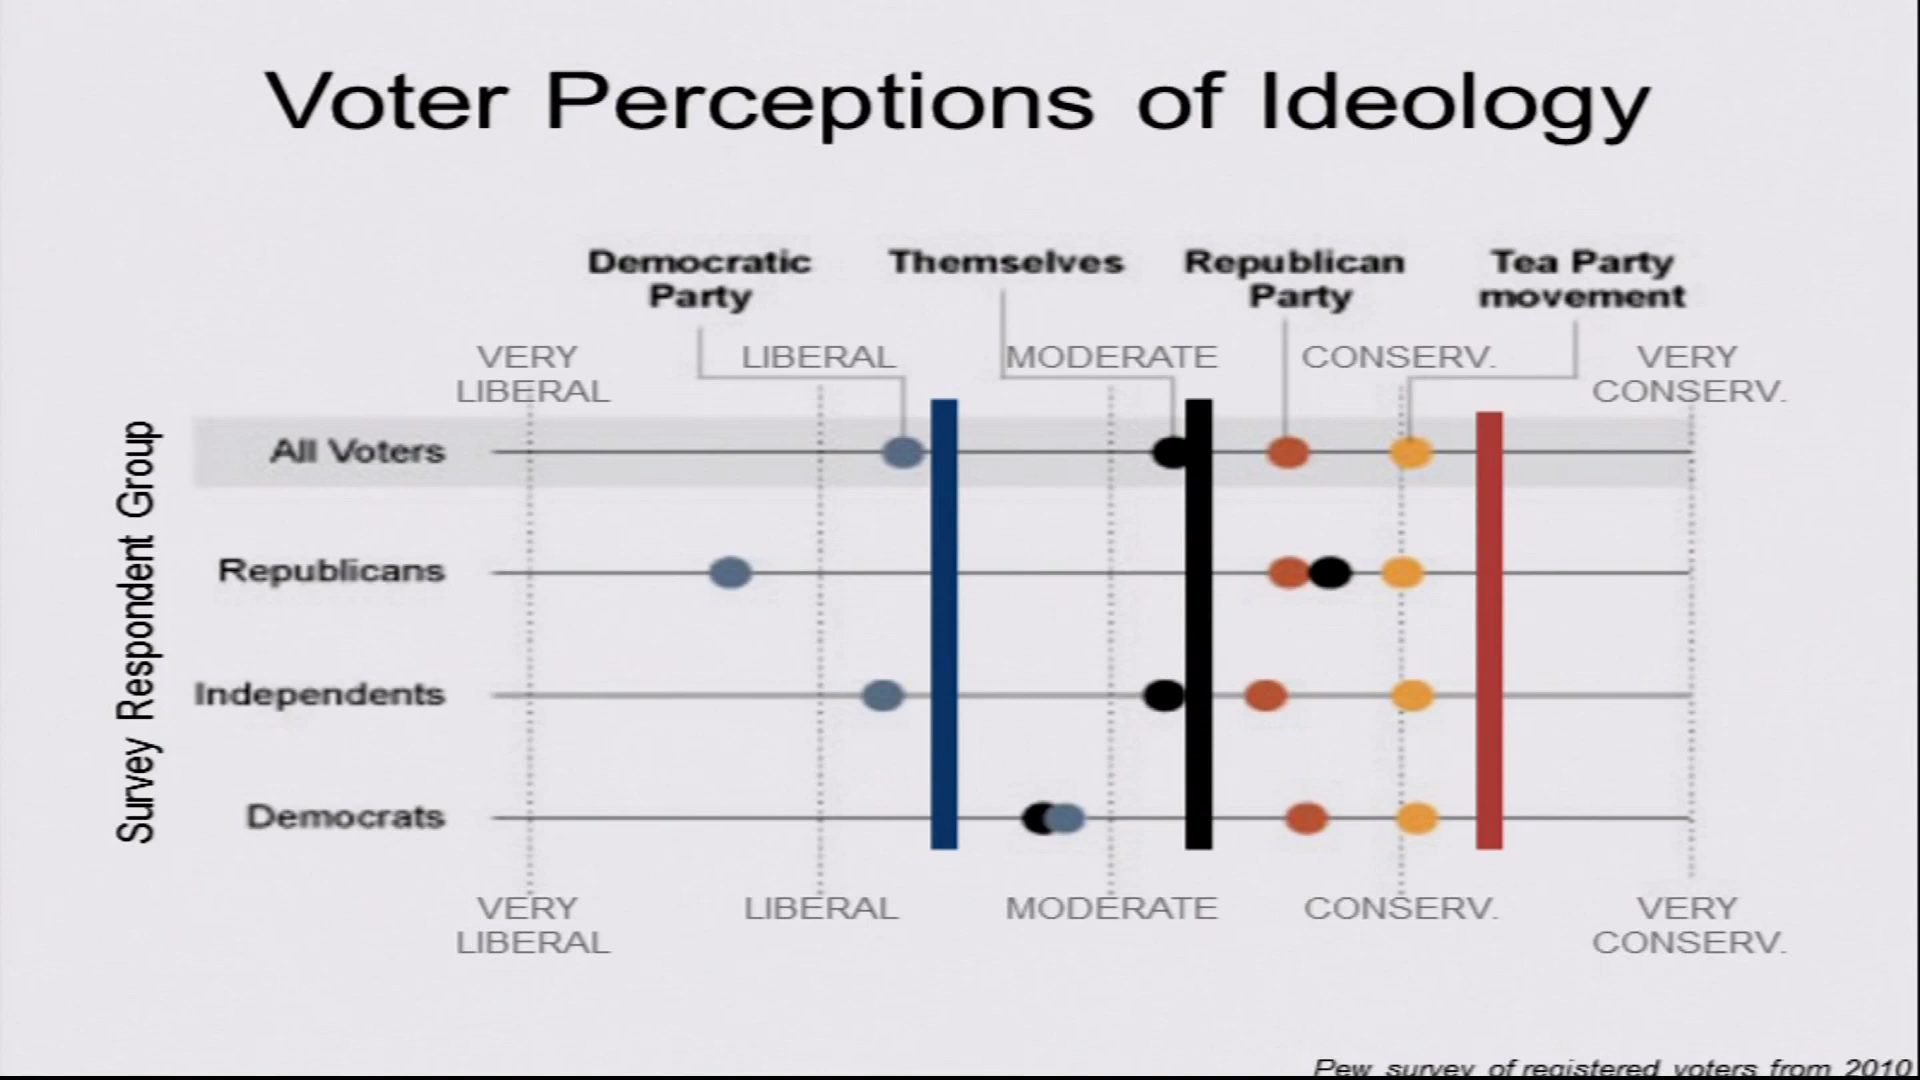 Voter Perceptions of Ideology
Democratic Party
Themselves
Republican Party
Tea Party movement
VERY LIBERAL
LIBERAL
MODERATE
CONSERV.
VERY CONSERV.
Survey Respondent Group
All Voters
Republicans
Independents
Democrats
VERY LIBERAL
LIBERAL
MODERATE
CONSERV.
VERY CONSERV.
Pew survey of registered voters from 2010